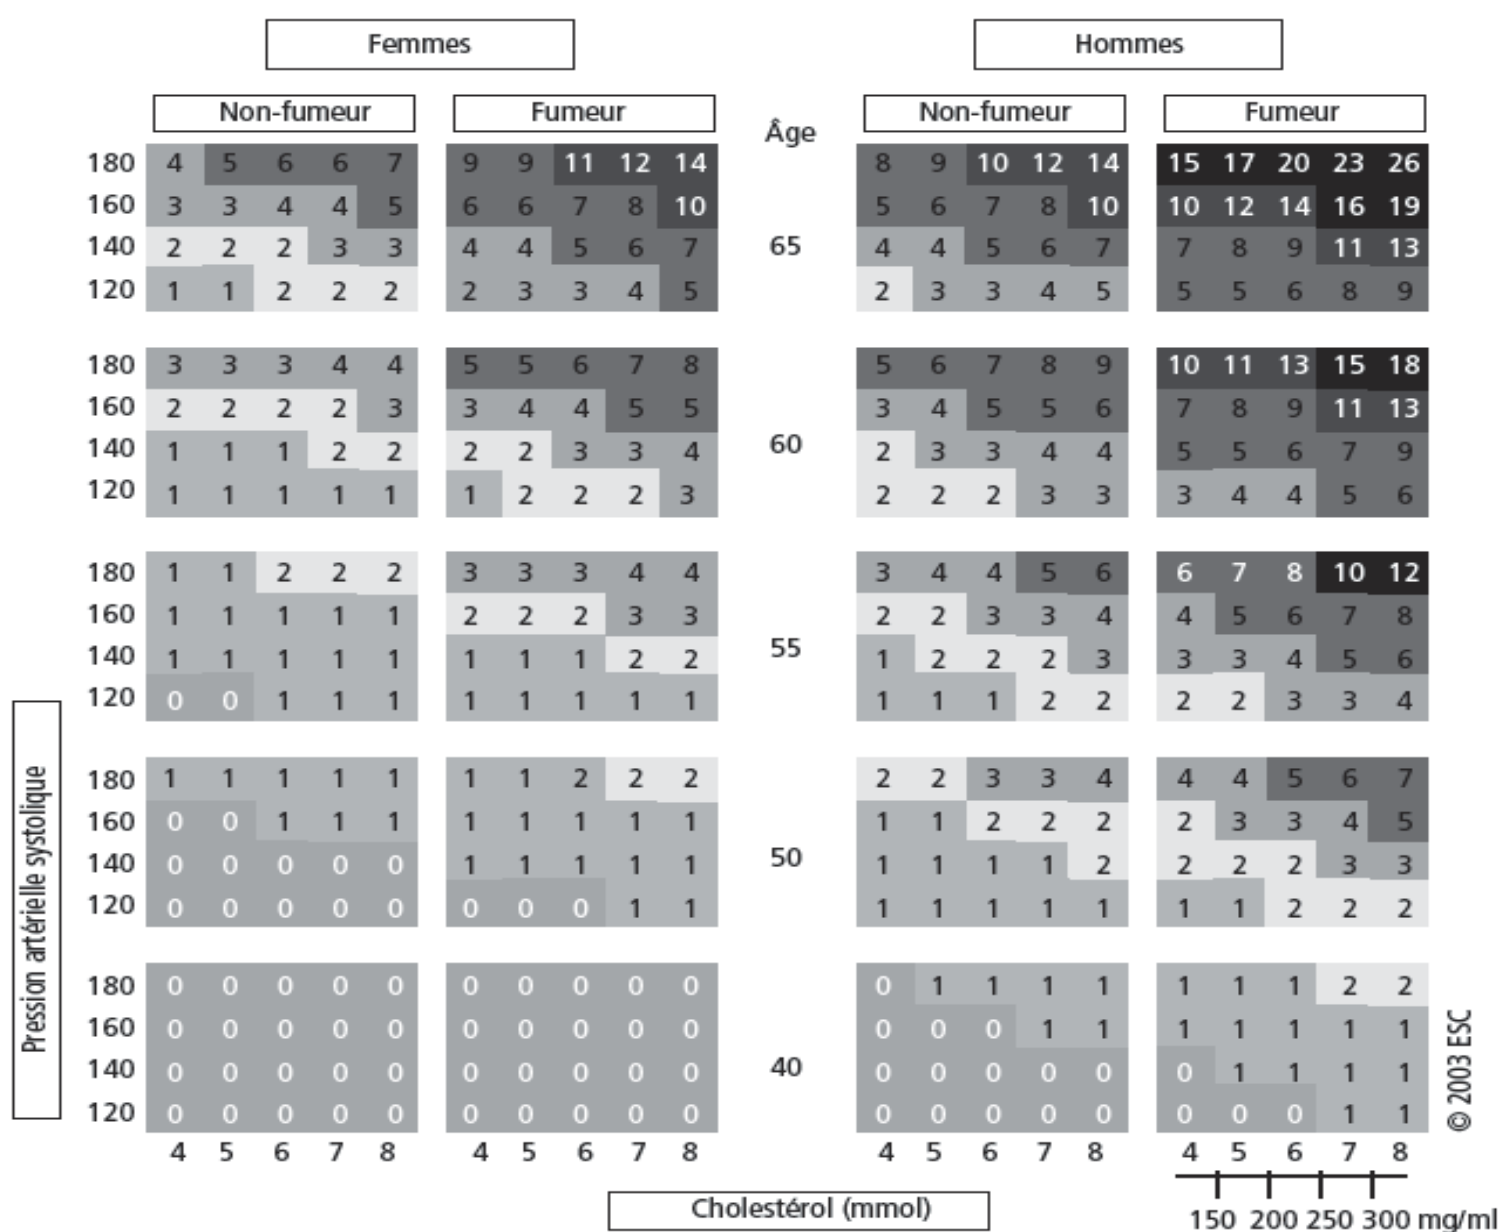 Femmes Hommes
Non-fumeur Fumeur Âge Non-fumeur Fumeur
180 4 5 6 6 7 9 9 11 12 14 8 9 10 12 14 15 17 20 23 26
160 3 3 4 4 5 6 6 7 8 10 5 6 7 8 10 10 12 14 16 19
140 2 2 2 3 3 4 4 5 6 7 65 4 4 5 6 7 7 8 9 11 13
120 1 1 2 2 2 2 3 3 4 5 2 3 3 4 5 5 5 6 8 9
180 3 3 3 4 4 5 5 6 7 8 5 6 7 8 9 10 11 13 15 18
160 2 2 2 2 3 3 4 4 5 5 3 4 5 5 6 7 8 9 11 13
140 1 1 1 2 2 2 2 3 3 4 60 2 3 3 4 4 5 5 6 7 9
120 1 1 1 1 1 1 2 2 2 3 2 2 2 3 3 3 4 4 5 6
180 1 1 2 2 2 3 3 3 4 4 3 4 4 5 6 6 7 8 10 12
160 1 1 1 1 1 2 2 2 3 3 2 2 3 3 4 4 5 6 7 8
140 1 1 1 1 1 1 1 1 2 2 55 1 2 2 2 3 3 3 4 5 6
120 0 0 1 1 1 1 1 1 1 1 1 1 1 2 2 2 2 3 3 4
180 1 1 1 1 1 1 1 2 2 2 2 2 3 3 4 4 4 5 6 7
160 0 0 1 1 1 1 1 1 1 1 1 1 2 2 2 2 3 3 4 5
140 0 0 0 0 0 1 1 1 1 1 50 1 1 1 1 2 2 2 2 3 3
120 0 0 0 0 0 0 0 0 1 1 1 1 1 1 1 1 1 2 2 2
180 0 0 0 0 0 0 0 0 0 0 0 1 1 1 1 1 1 1 2 2
160 0 0 0 0 0 0 0 0 0 0 0 0 0 1 1 1 1 1 1 1
140 0 0 0 0 0 0 0 0 0 0 40 0 0 0 0 0 0 1 1 1 1
120 0 0 0 0 0 0 0 0 0 0 0 0 0 0 0 0 0 0 1 1
4 5 6 7 8 4 5 6 7 8 4 5 6 7 8 4 5 6 7 8
Pression artérielle systolique
Cholestérol (mmol)
150 200 250 300 mg/ml
© 2003 ESC